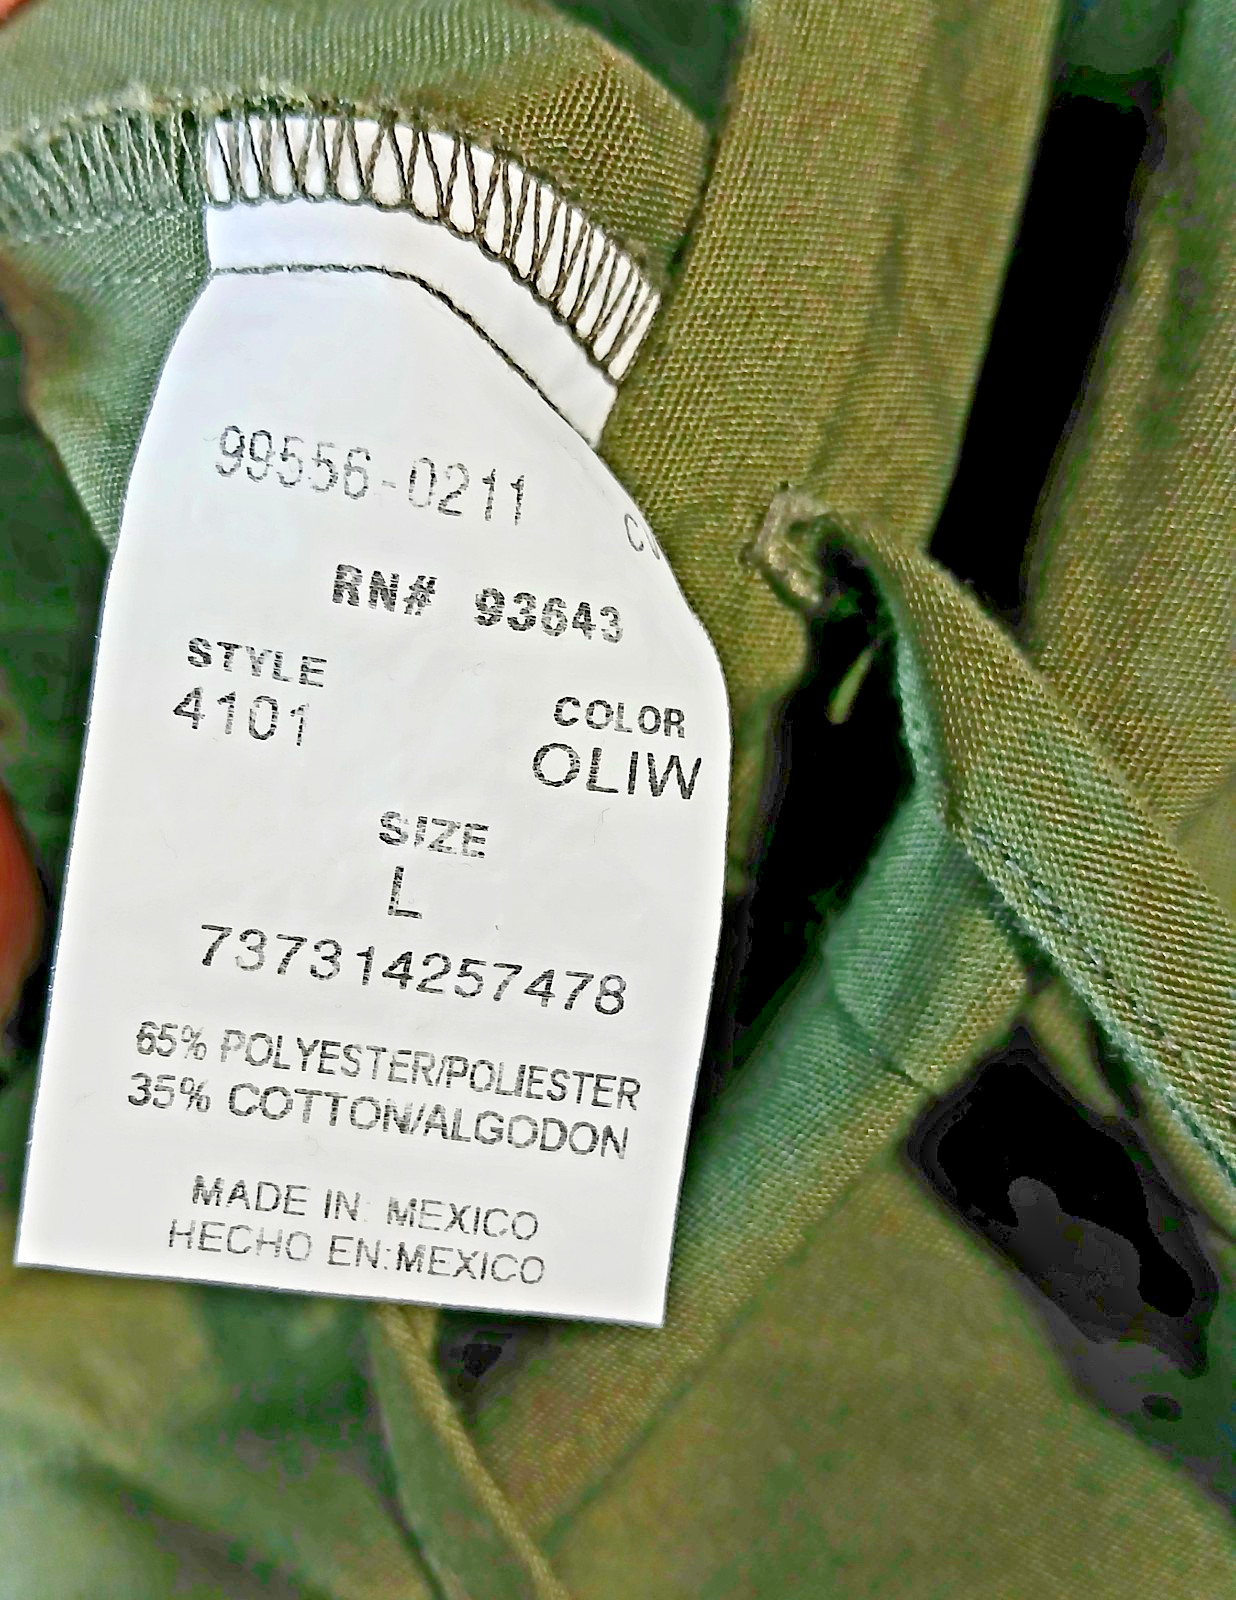 99556-0211
RN# 93643
STYLE
4101
COLOR
OLIW
SIZE
L
737314257478
65% POLYESTER/POLIESTER
35% COTTON/ALGODON
MADE IN: MEXICO
HECHO EN:MEXICO